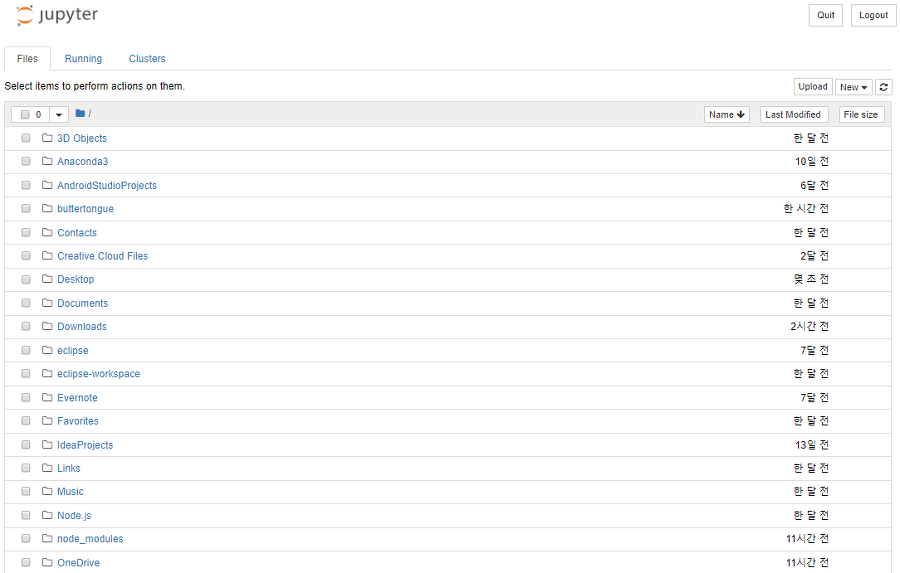 jupyter Quit Logout
Files Running Clusters
Select items to perform actions on them. Upload New
0 / Name Last Modified File size
3D Objects 한 달 전
Anaconda3 10일 전
AndroidStudioProjects 6달 전
buttertongue 한 시간 전
Contacts 한 달 전
Creative Cloud Files 2달 전
Desktop 몇 초 전
Documents 한 달 전
Downloads 2시간 전
eclipse 7달 전
eclipse-workspace 한 달 전
Evernote 7달 전
Favorites 한 달 전
IdeaProjects 13일 전
Links 한 달 전
Music 한 달 전
Node.js 한 달 전
node_modules 11시간 전
OneDrive 11시간 전